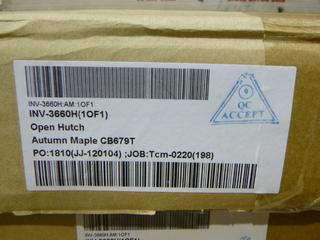 INV-3660H:AM:1OF1
INV-3660H(1OF1)
Open Hutch
Autumn Maple CB679T
PO:1810(JJ-120104) ;JOB:Tcm-0220(198)
9
QC
ACCEPT